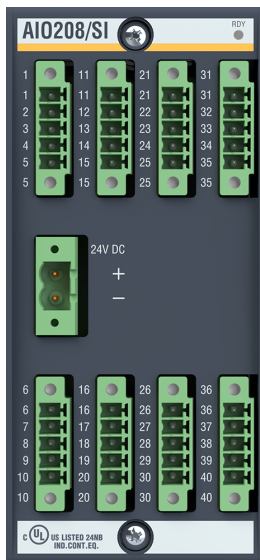 AIO208/SI
RDY
1 11 21 31
1 11 21 31
2 12 22 32
3 13 23 33
4 14 24 34
5 15 25 35
5 15 25 35
24V DC
+
−
6 16 26 36
6 16 26 36
7 17 27 37
8 18 28 38
9 19 29 39
10 20 30 40
10 20 30 40
C UL US LISTED 24NB
IND.CONT.EQ.